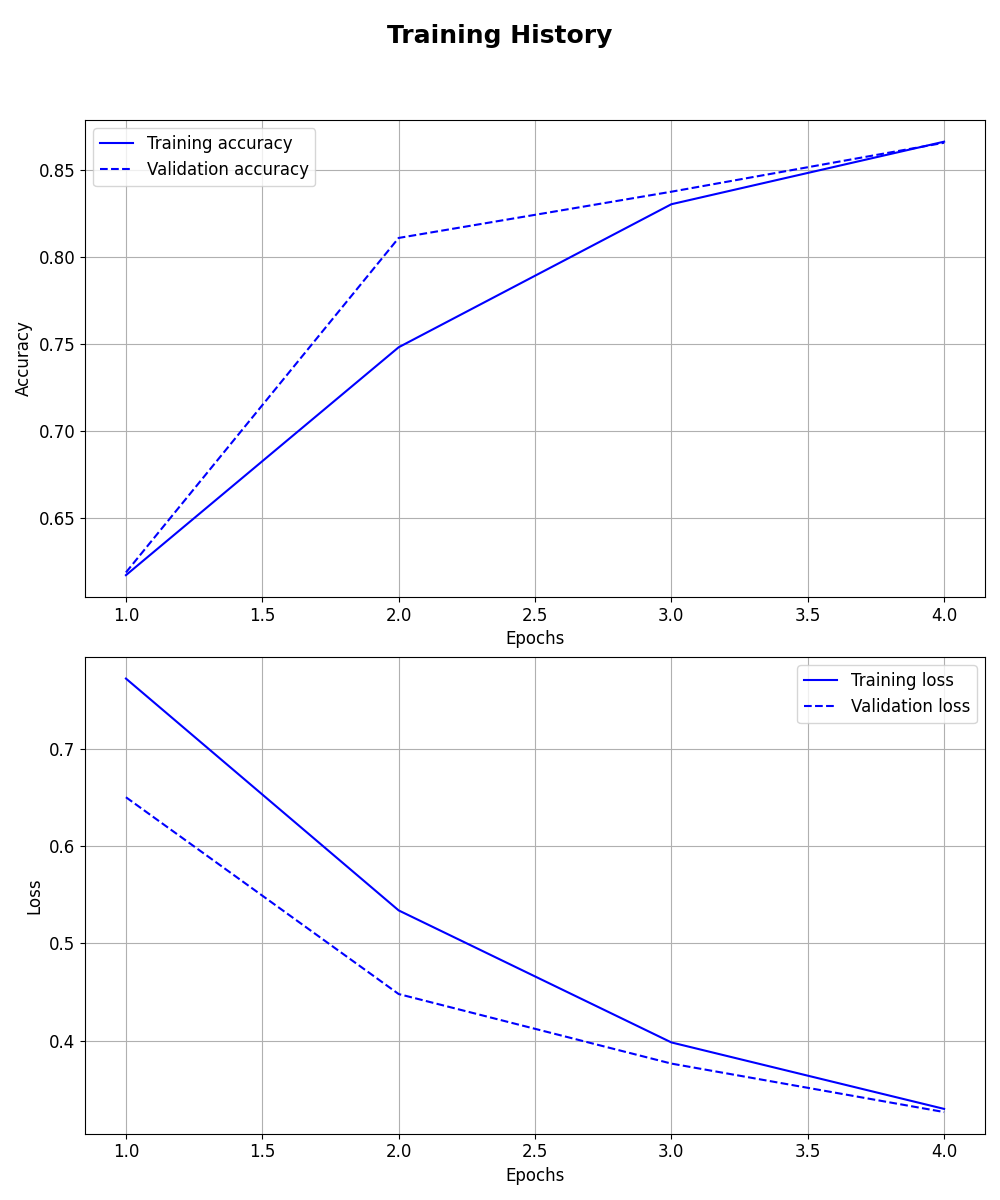 Training History
Training accuracy
Validation accuracy
0.85
0.80
0.75
0.70
0.65
Accuracy
1.0 1.5 2.0 2.5 3.0 3.5 4.0
Epochs
Training loss
Validation loss
0.7
0.6
0.5
0.4
Loss
1.0 1.5 2.0 2.5 3.0 3.5 4.0
Epochs